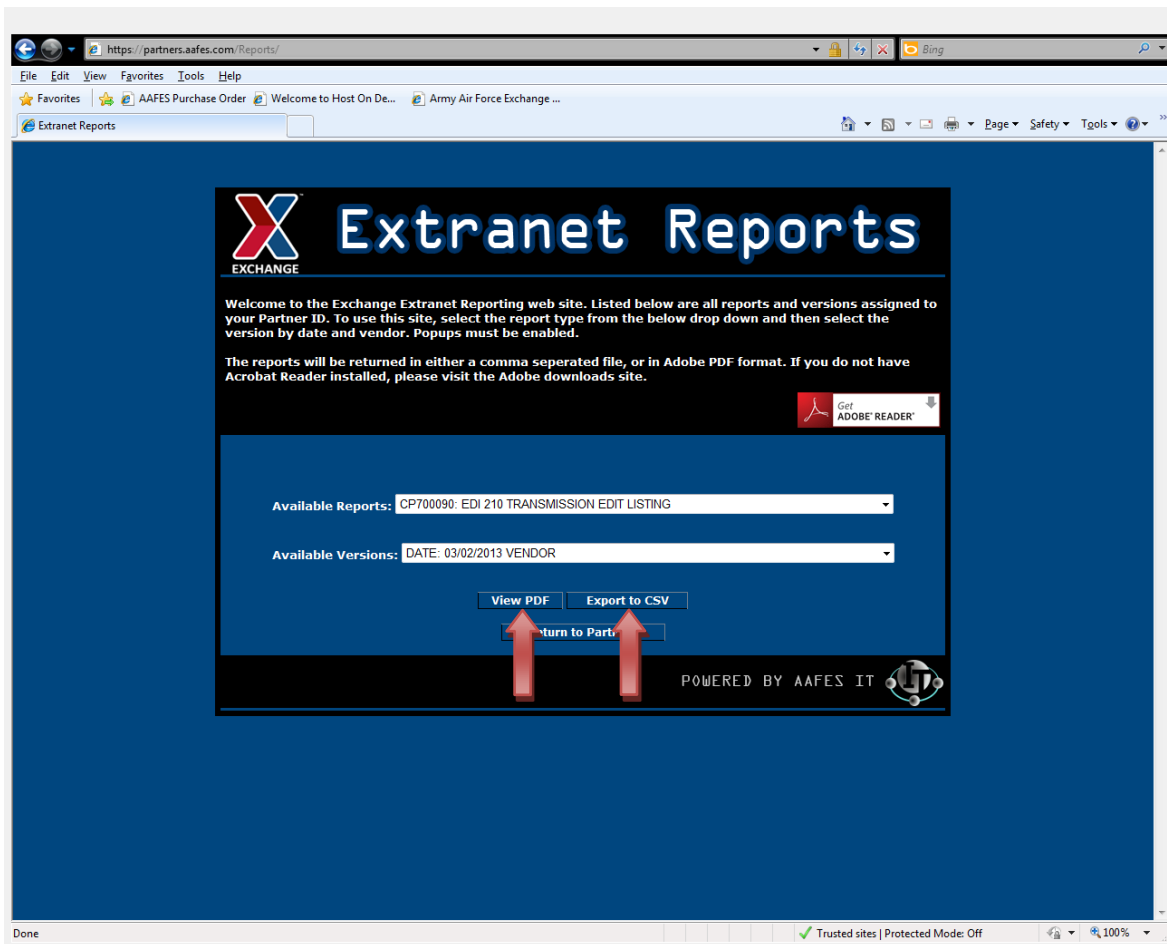 https://partners.aafes.com/Reports/
Bing
File Edit View Favorites Tools Help
Favorites AAFES Purchase Order Welcome to Host On De... Army Air Force Exchange ...
Extranet Reports
Page Safety Tools
X Extranet Reports
EXCHANGE
Welcome to the Exchange Extranet Reporting web site. Listed below are all reports and versions assigned to
your Partner ID. To use this site, select the report type from the below drop down and then select the
version by date and vendor. Popups must be enabled.
The reports will be returned in either a comma seperated file, or in Adobe PDF format. If you do not have
Acrobat Reader installed, please visit the Adobe downloads site.
Get
ADOBE® READER®
Available Reports: CP700090: EDI 210 TRANSMISSION EDIT LISTING
Available Versions: DATE: 03/02/2013 VENDOR
View PDF Export to CSV
to
POWERED BY AAFES IT
IT
Done Trusted sites | Protected Mode: Off 100%